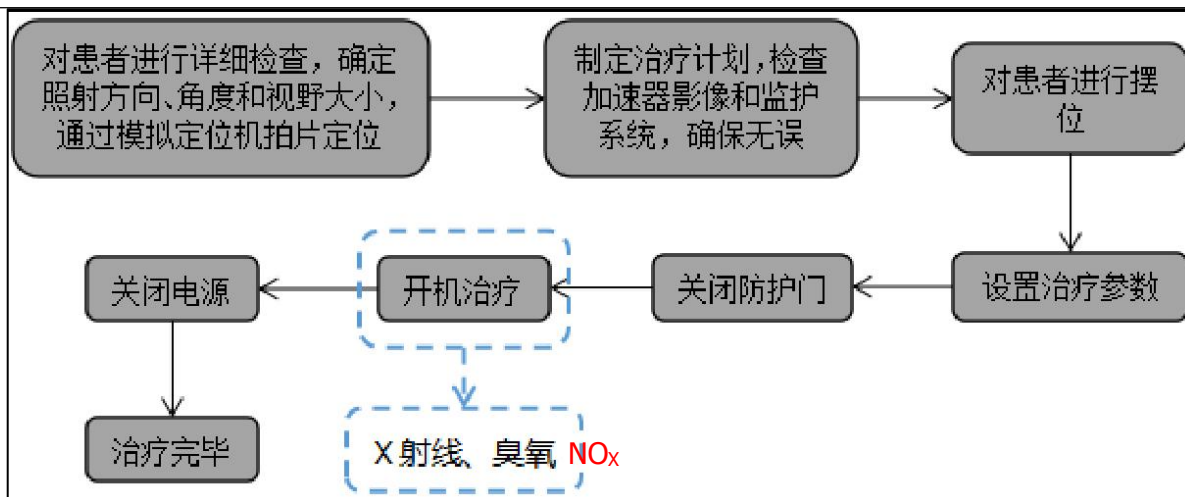 对患者进行详细检查，确定
照射方向、角度和视野大小，
通过模拟定位机拍片定位
制定治疗计划，检查
加速器影像和监护
系统，确保无误
对患者进行摆
位
设置治疗参数
关闭防护门
开机治疗
关闭电源
治疗完毕
X射线、臭氧 NOX